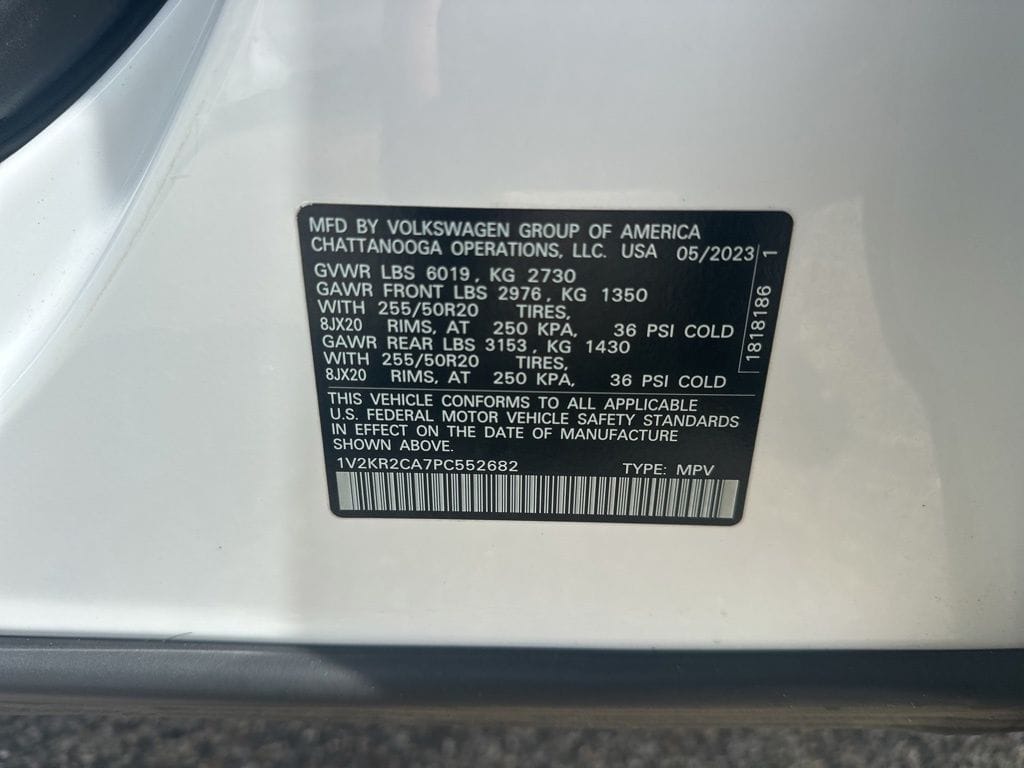 MFD BY VOLKSWAGEN GROUP OF AMERICA
CHATTANOOGA OPERATIONS, LLC. USA 05/2023
GVWR LBS 6019, KG 2730
GAWR FRONT LBS 2976, KG 1350
WITH 255/50R20 TIRES,
8JX20 RIMS, AT 250 KPA, 36 PSI COLD
GAWR REAR LBS 3153, KG 1430
WITH 255/50R20 TIRES,
8JX20 RIMS, AT 250 KPA, 36 PSI COLD
1818186 1
THIS VEHICLE CONFORMS TO ALL APPLICABLE
U.S. FEDERAL MOTOR VEHICLE SAFETY STANDARDS
IN EFFECT ON THE DATE OF MANUFACTURE
SHOWN ABOVE.
1V2KR2CA7PC552682 TYPE: MPV